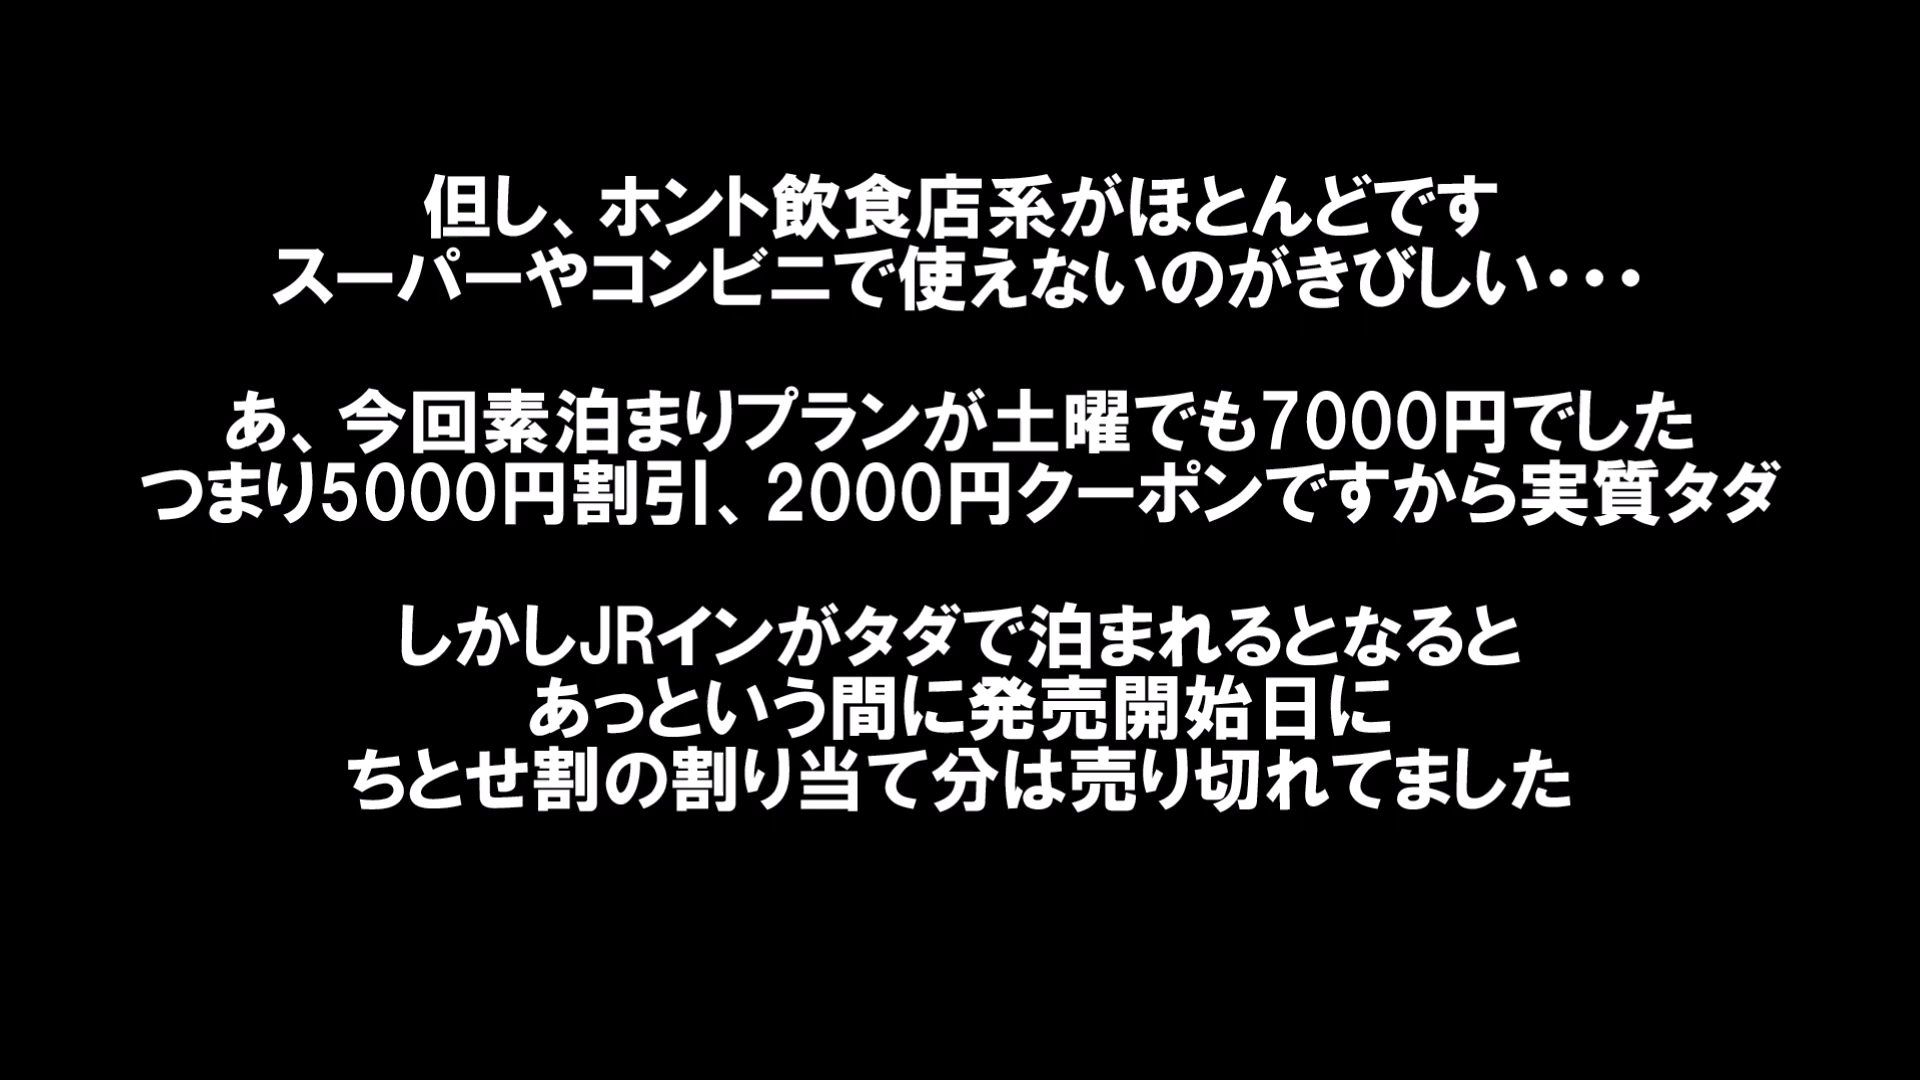 但し、ホント飲食店系がほとんどです
スーパーやコンビニで使えないのがきびしい・・・
あ、今回素泊まりプランが土曜でも7000円でした
つまり5000円割引、2000円クーポンですから実質タダ
しかしJRインがタダで泊まれるとなると
あっという間に発売開始日に
ちとせ割の割り当て分は売り切れてました